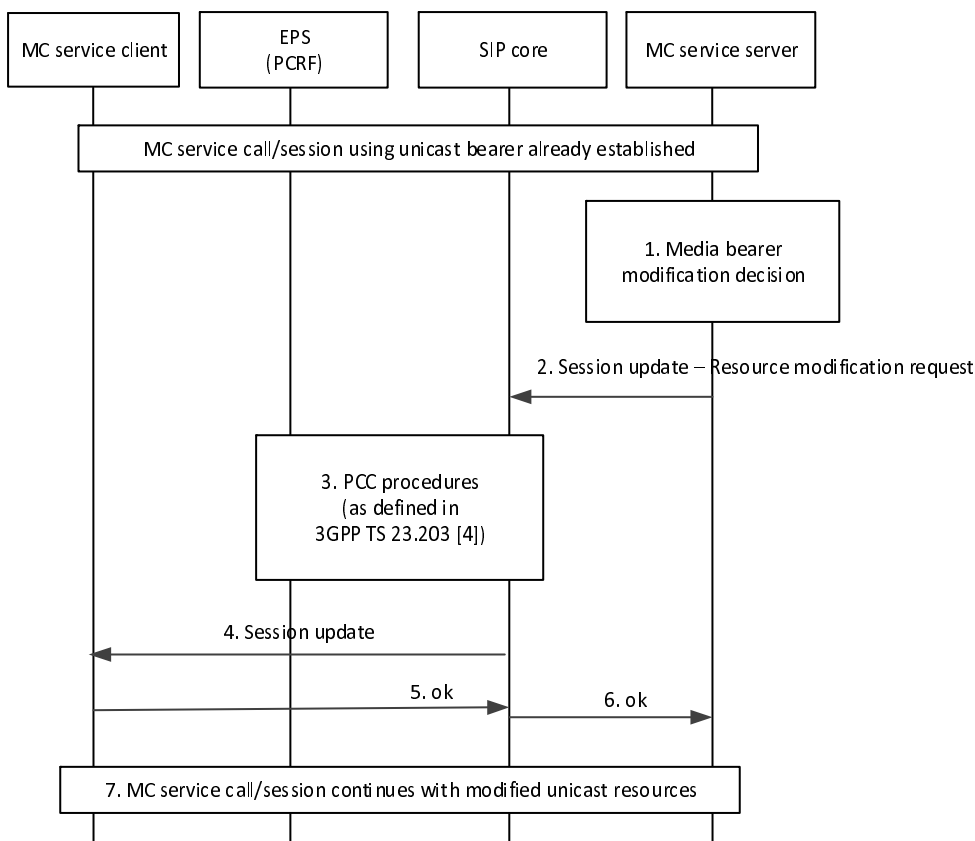 MC service client
EPS
(PCRF)
SIP core
MC service server
MC service call/session using unicast bearer already established
1. Media bearer
modification decision
2. Session update – Resource modification request
3. PCC procedures
(as defined in
3GPP TS 23.203 [4])
4. Session update
5. ok
6. ok
7. MC service call/session continues with modified unicast resources